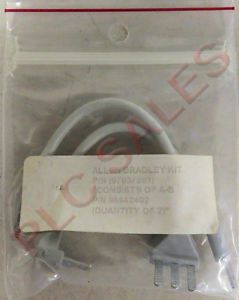 ALLEN BRADLEY KIT
P/N
(CONSISTS OF A-B
P/N
(QUANTITY OF 2)"
PLC SALES